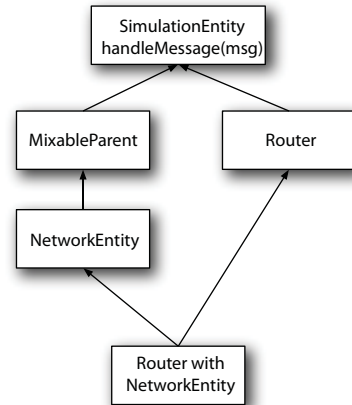 SimulationEntity
handleMessage(msg)
MixableParent
Router
NetworkEntity
Router with
NetworkEntity